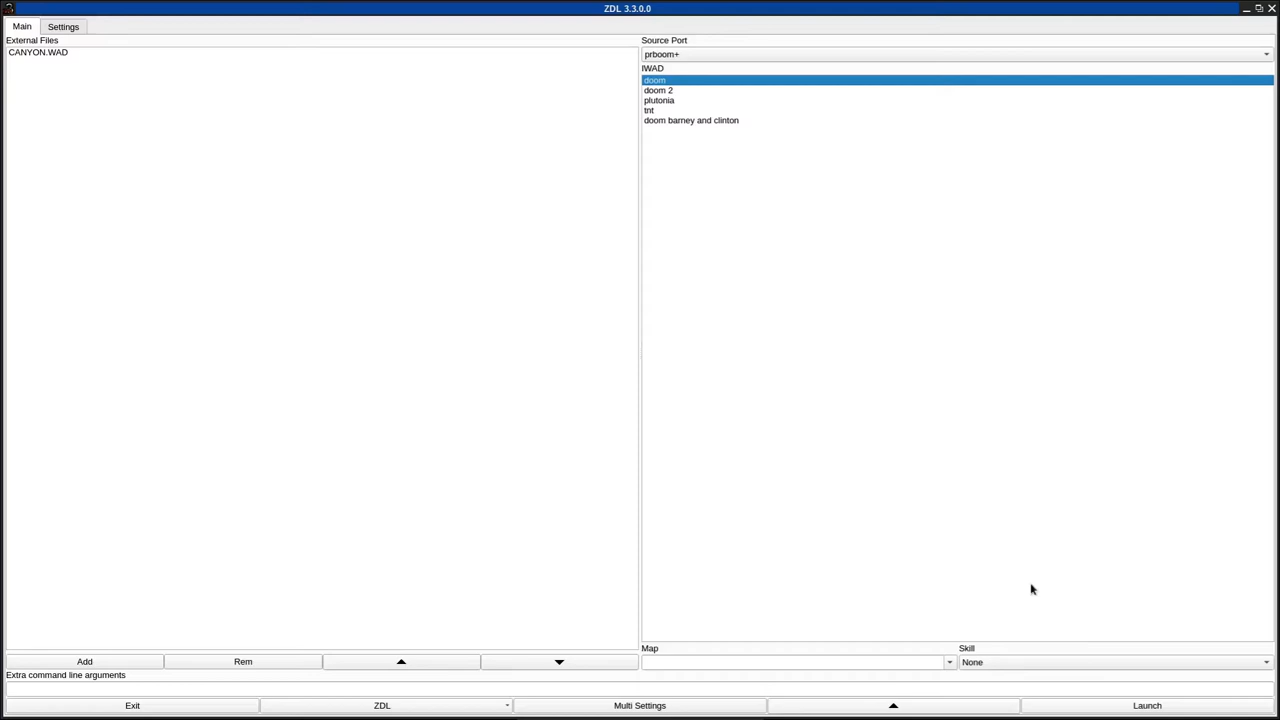 ZDL 3.3.0.0
Main
Settings
External Files
CANYON.WAD
Source Port
prboom+
IWAD
doom
doom 2
plutonia
tnt
doom barney and clinton
Map
Skill
None
Add
Rem
Extra command line arguments
Exit
ZDL
Multi Settings
Launch